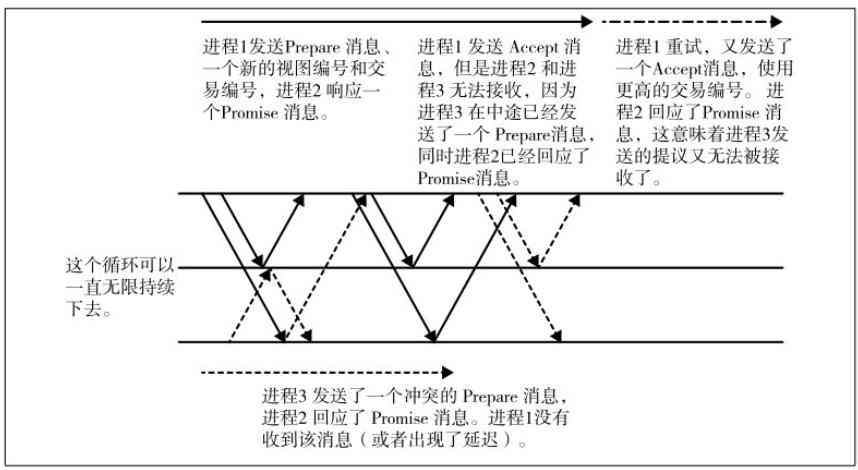 进程1发送Prepare 消息、
一个新的视图编号和交
易编号，进程2 响应一
个Promise 消息。
进程1 发送 Accept 消
息，但是进程2 和进
程3 无法接收，因为
进程3 在中途已经发
送了一个 Prepare消息，
同时进程2已经回应了
Promise消息。
进程1 重试，又发送了
一个Accept消息，使用
更高的交易编号。 进
程2 回应了Promise 消
息，这意味着进程3发
送的提议又无法被接
收了。
这个循环可以
一直无限持续
下去。
进程3 发送了一个冲突的 Prepare 消息，
进程2 回应了 Promise 消息。进程1没有
收到该消息（或者出现了延迟）。